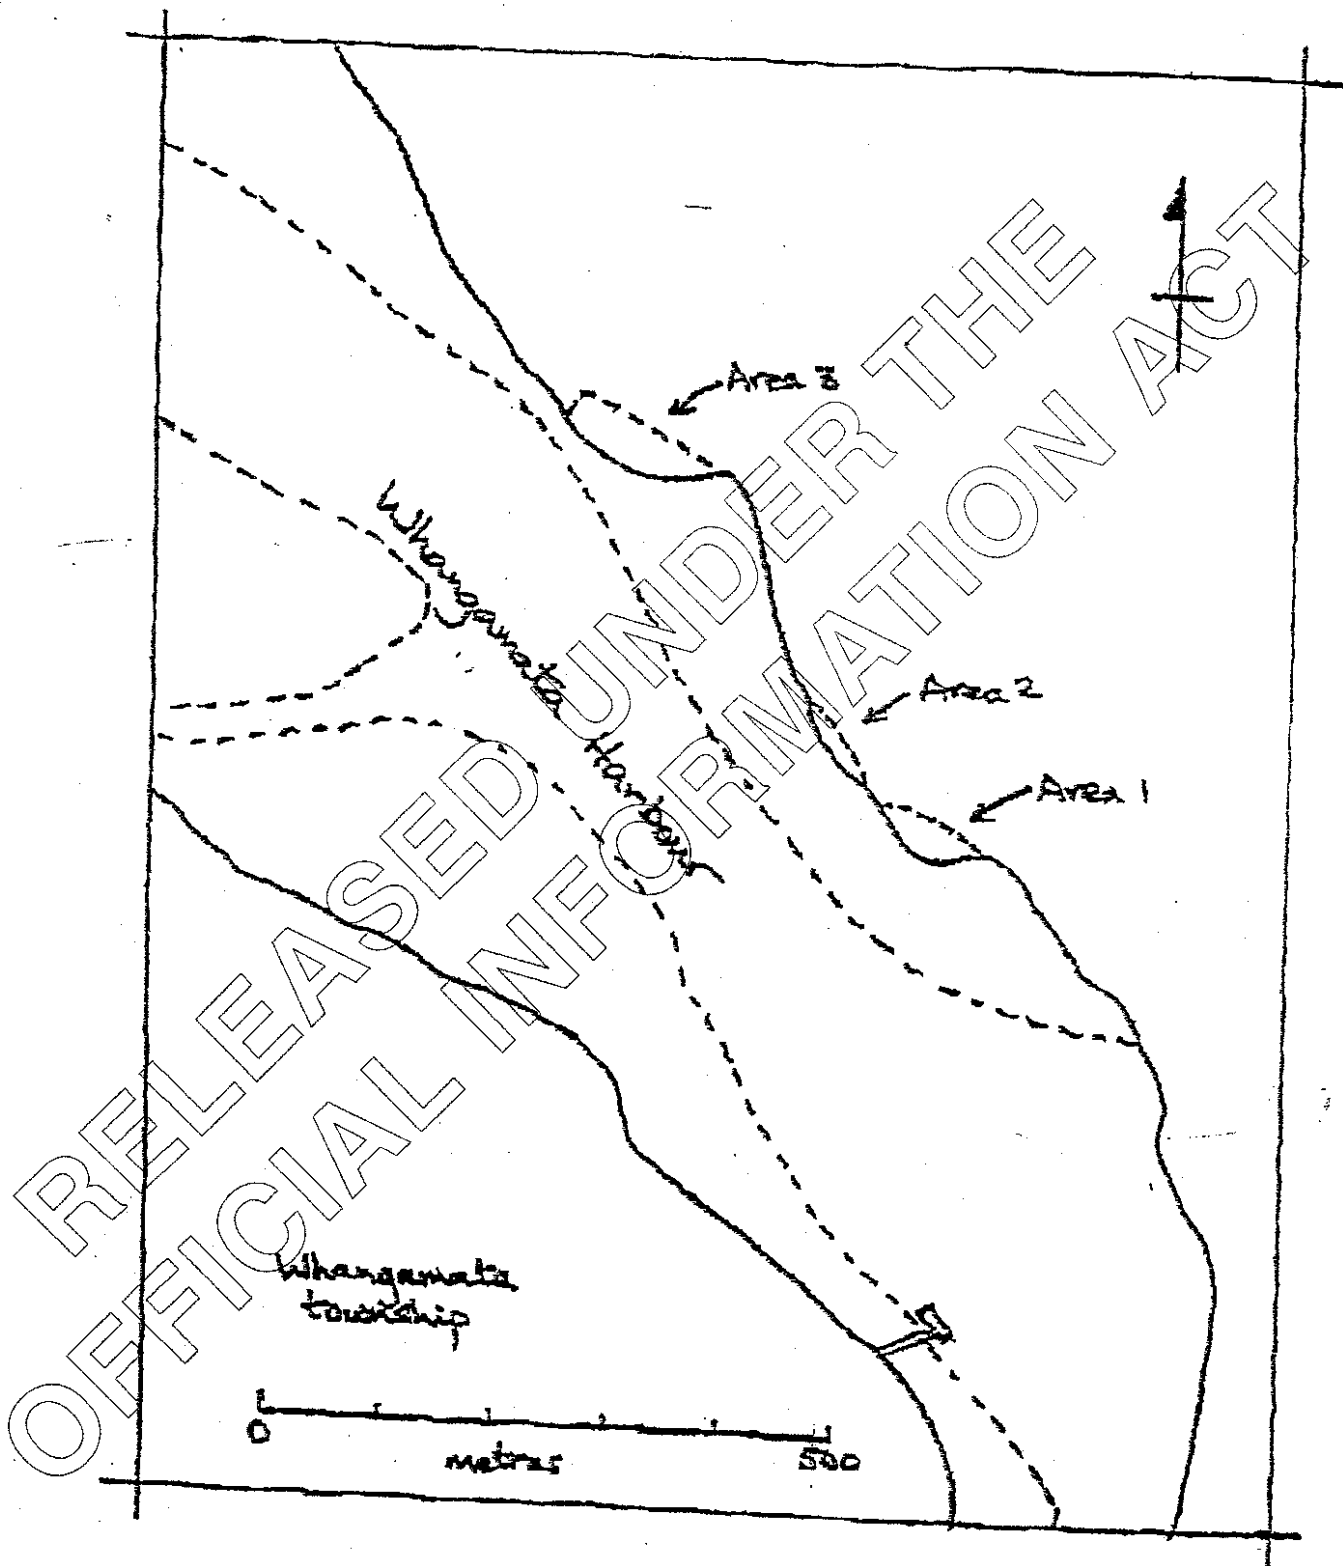 Area 3
Area 2
Area 1
Whangamata Harbour
Whangamata
township
0 500
metres
RELEASED UNDER THE
OFFICIAL INFORMATION ACT